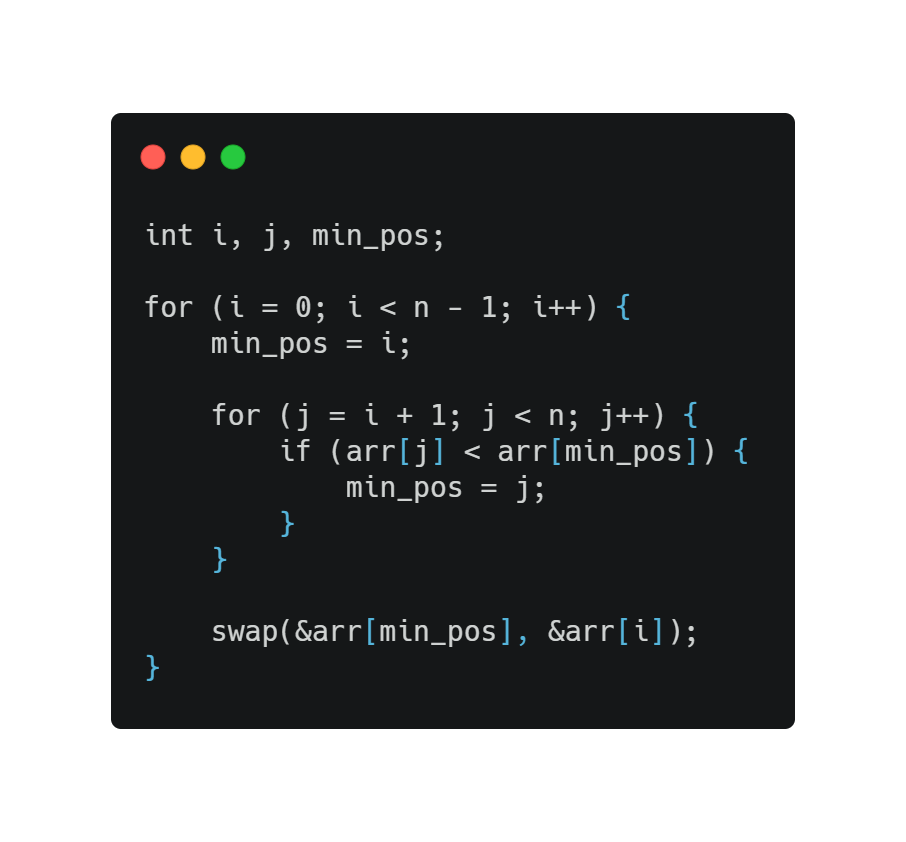 int i, j, min_pos;
for (i = 0; i < n - 1; i++) {
min_pos = i;
for (j = i + 1; j < n; j++) {
if (arr[j] < arr[min_pos]) {
min_pos = j;
}
}
swap(&arr[min_pos], &arr[i]);
}